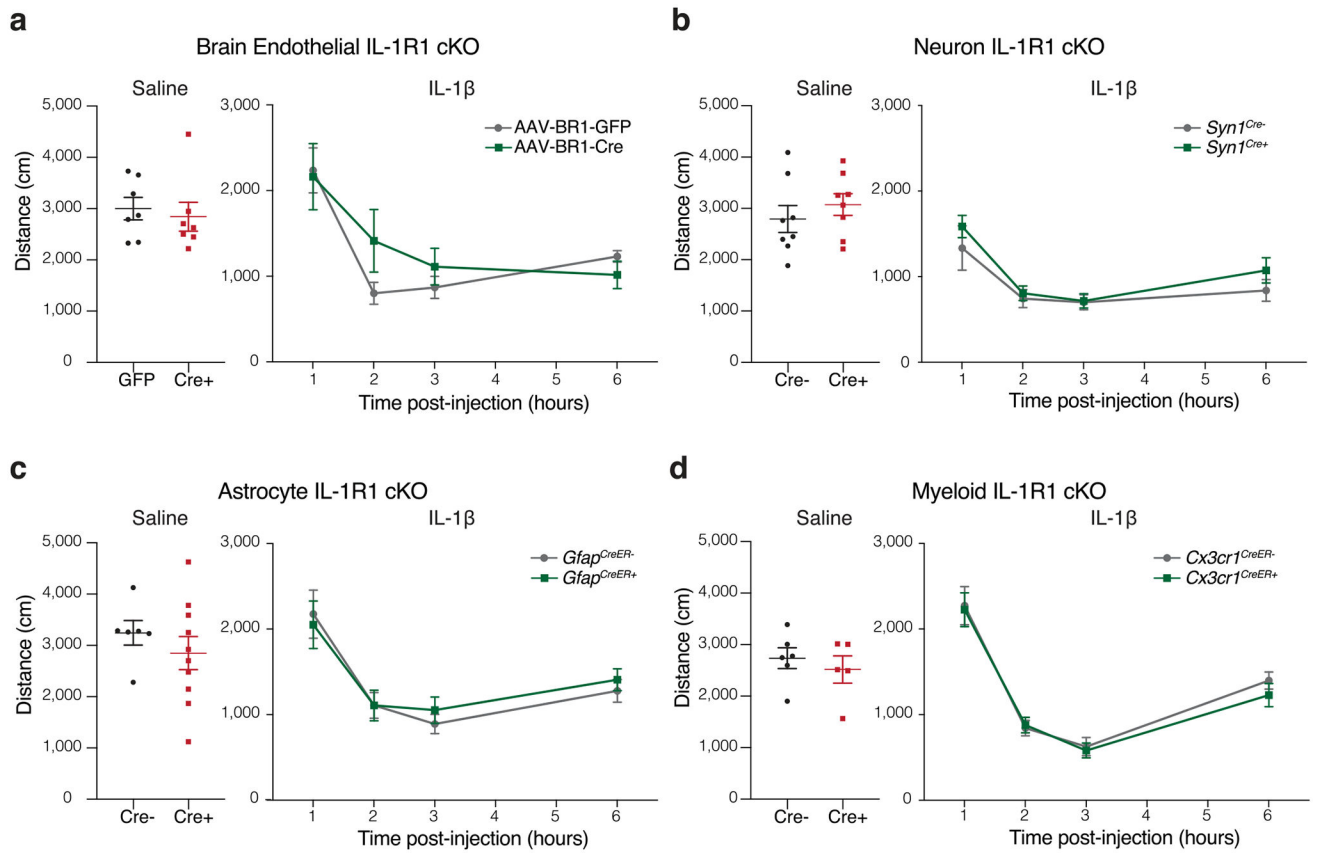 a
Brain Endothelial IL-1R1 cKO
Saline
IL-1β
Distance (cm)
5,000
4,000
3,000
2,000
1,000
0
GFP Cre+
3,000
2,000
1,000
0
AAV-BR1-GFP
AAV-BR1-Cre
1 2 3 4 5 6
Time post-injection (hours)
b
Neuron IL-1R1 cKO
Saline
IL-1β
Distance (cm)
5,000
4,000
3,000
2,000
1,000
0
Cre- Cre+
3,000
2,000
1,000
0
Syn1Cre-
Syn1Cre+
1 2 3 4 5 6
Time post-injection (hours)
c
Astrocyte IL-1R1 cKO
Saline
IL-1β
Distance (cm)
5,000
4,000
3,000
2,000
1,000
0
Cre- Cre+
3,000
2,000
1,000
0
GfapCreER-
GfapCreER+
1 2 3 4 5 6
Time post-injection (hours)
d
Myeloid IL-1R1 cKO
Saline
IL-1β
Distance (cm)
5,000
4,000
3,000
2,000
1,000
0
Cre- Cre+
3,000
2,000
1,000
0
Cx3cr1CreER-
Cx3cr1CreER+
1 2 3 4 5 6
Time post-injection (hours)